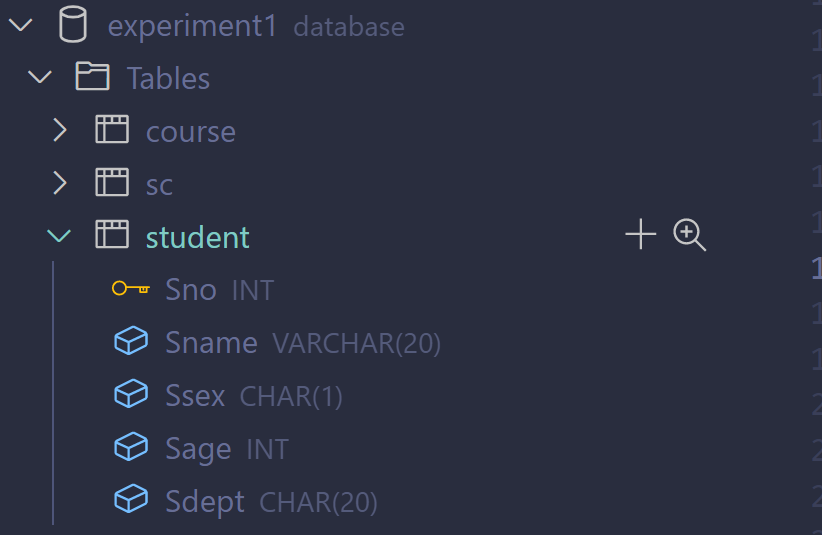 experiment1 database
Tables
course
sc
student
Sno INT
Sname VARCHAR(20)
Ssex CHAR(1)
Sage INT
Sdept CHAR(20)